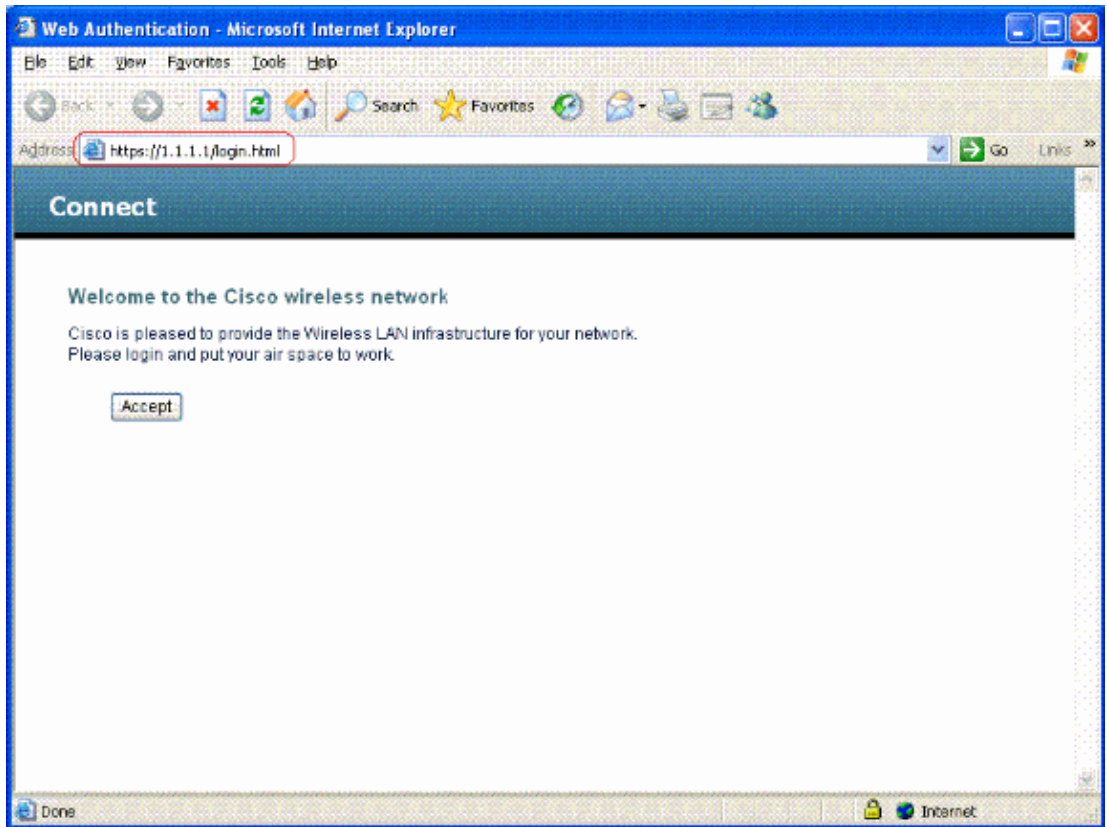 Web Authentication - Microsoft Internet Explorer
File Edit View Favorites Tools Help
Back Search Favorites
Address https://1.1.1.1/login.html Go Links »
Connect
Welcome to the Cisco wireless network
Cisco is pleased to provide the Wireless LAN infrastructure for your network.
Please login and put your air space to work.
Accept
Done Internet